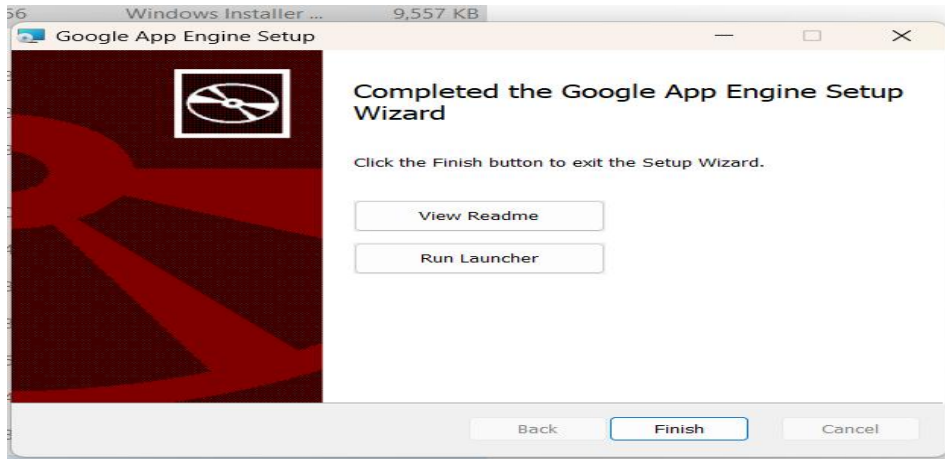 56 Windows Installer ... 9,557 KB
Google App Engine Setup
Completed the Google App Engine Setup
Wizard
Click the Finish button to exit the Setup Wizard.
View Readme
Run Launcher
Back Finish Cancel